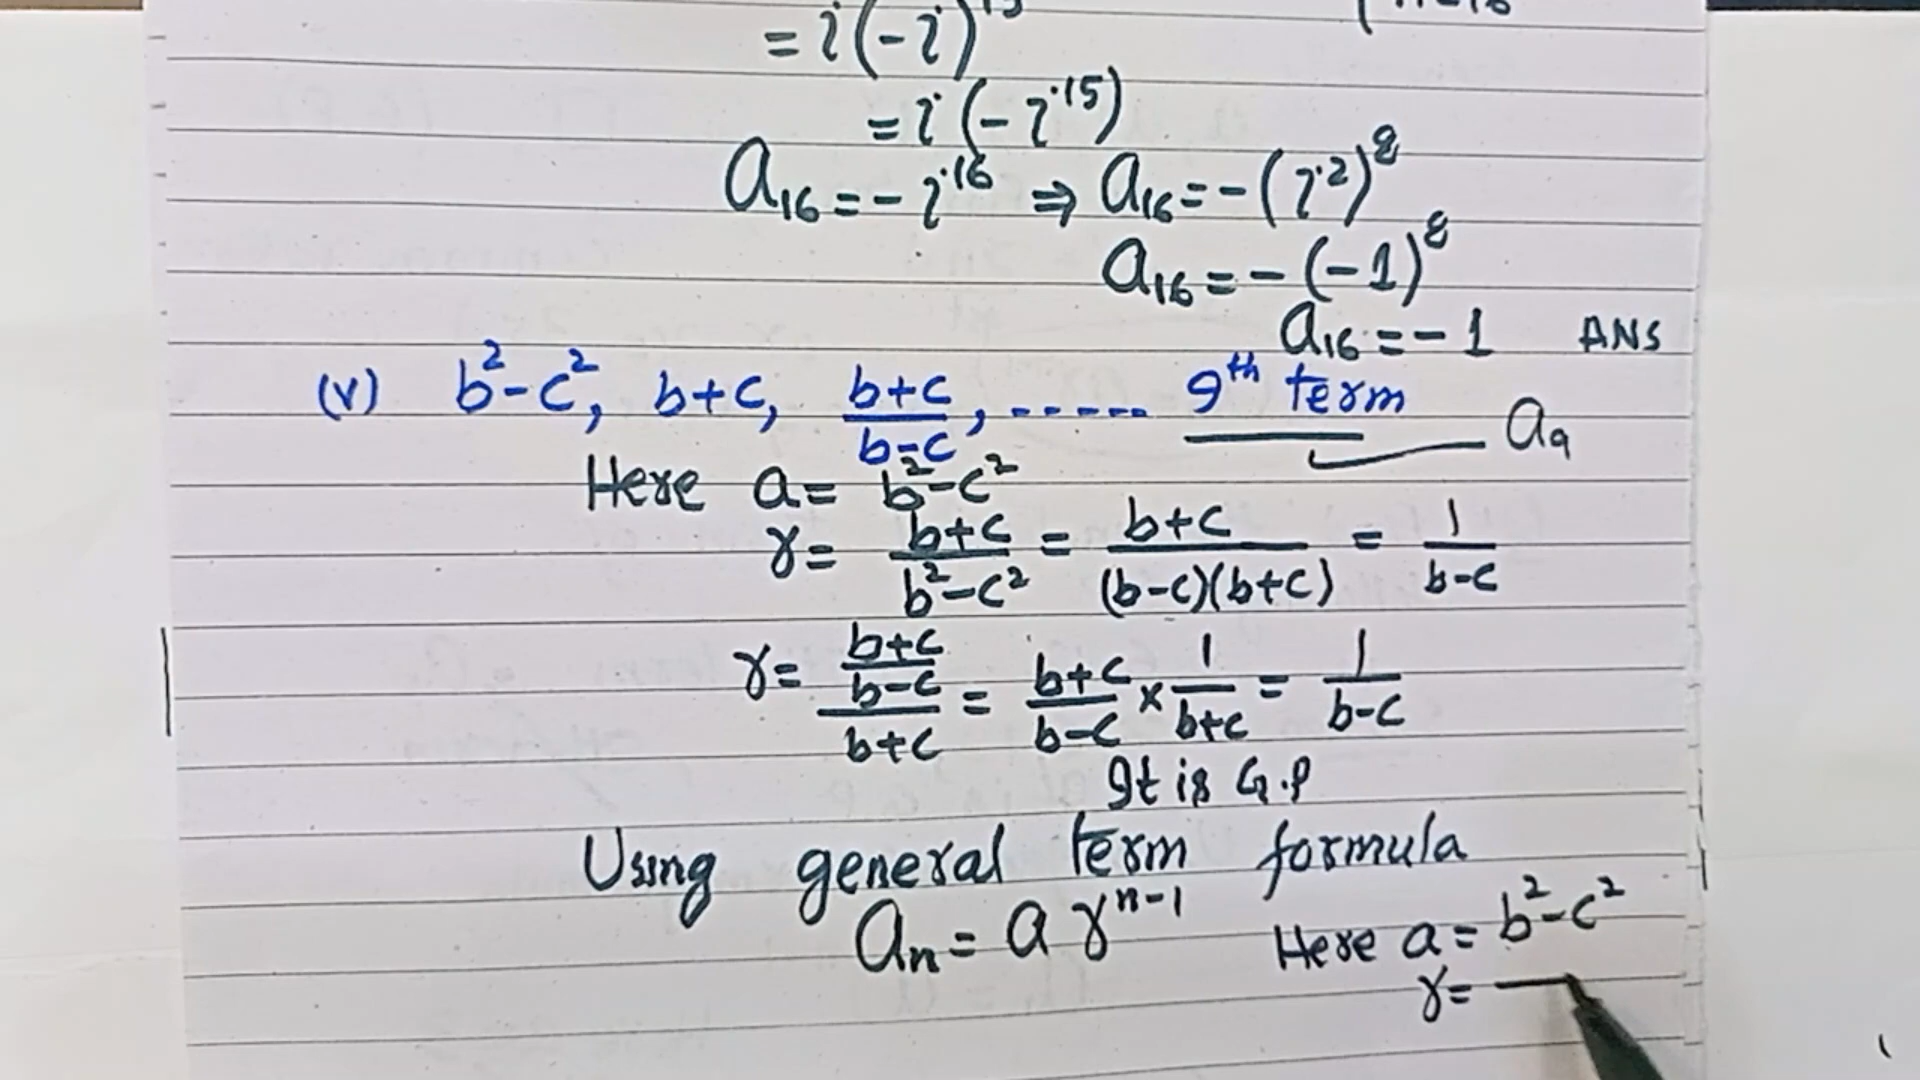 = i(-i)^15
= i(-i^15)
a16 = -i^16 ⇒ a16 = -(i^2)^8
a16 = -(-1)^8
a16 = -1 ANS
(v) b^2-c^2, b+c, (b+c)/(b-c), ------ 9th term a9
Here a = b^2-c^2
r = (b+c)/(b^2-c^2) = (b+c)/((b-c)(b+c)) = 1/(b-c)
r = ((b+c)/(b-c))/(b+c) = (b+c)/(b-c) × 1/(b+c) = 1/(b-c)
It is G.P
Using general term formula
an = a r^(n-1) Here a = b^2-c^2
r =